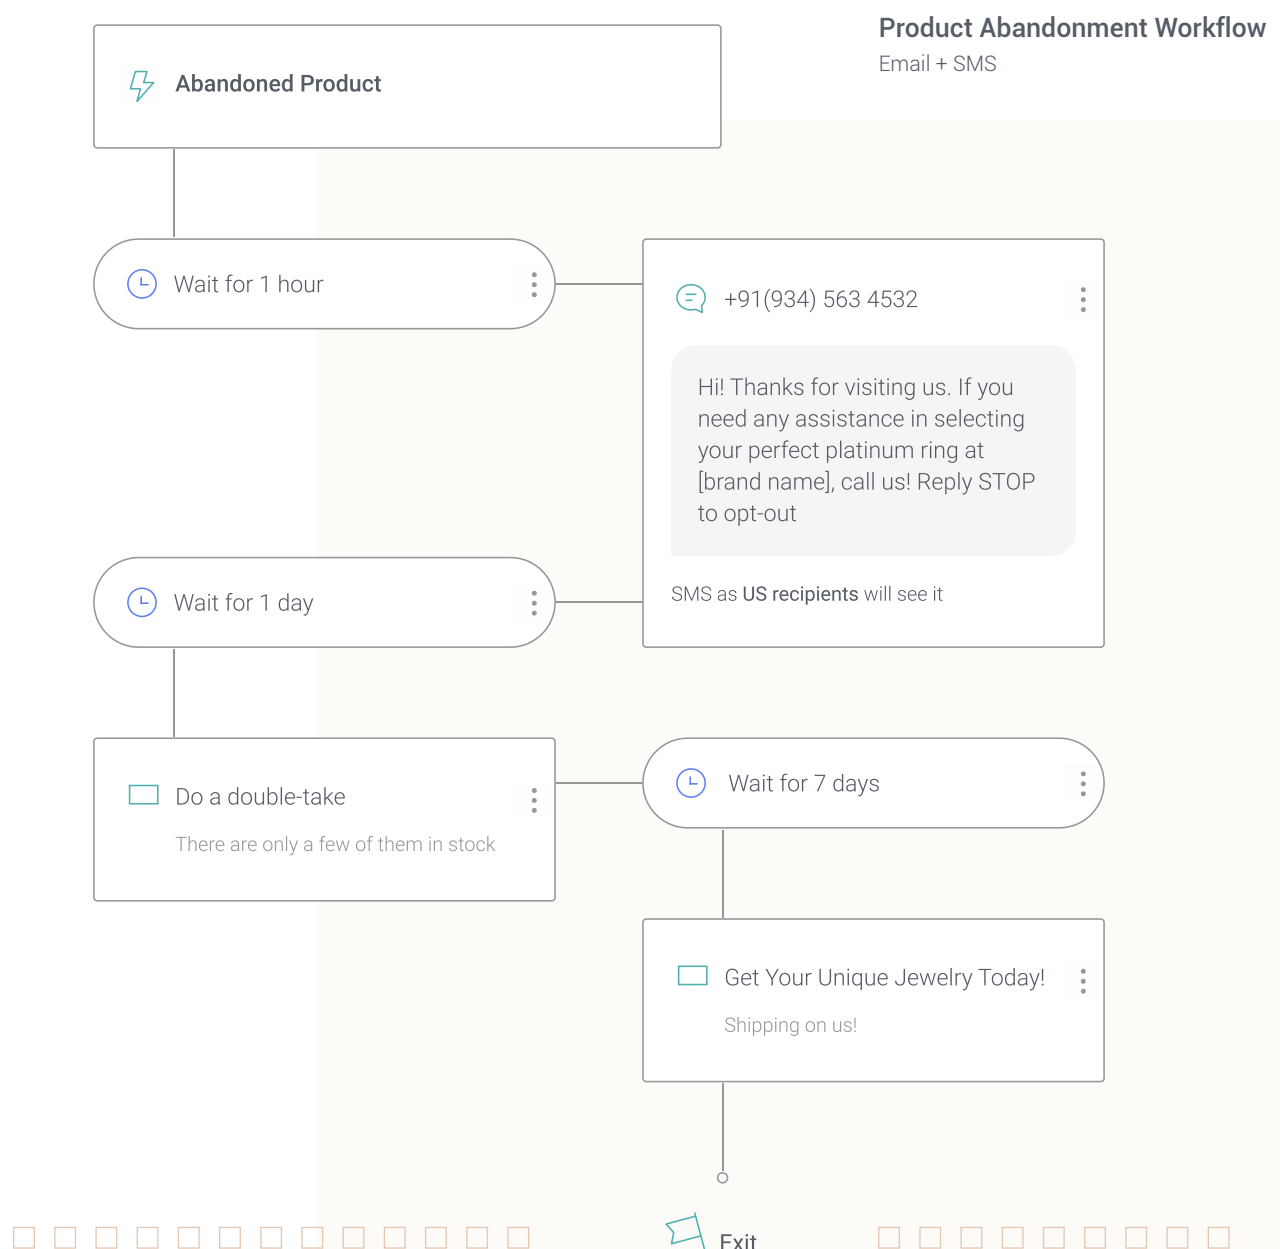 Product Abandonment Workflow
Email + SMS
Abandoned Product
Wait for 1 hour
+91(934) 563 4532
Hi! Thanks for visiting us. If you
need any assistance in selecting
your perfect platinum ring at
[brand name], call us! Reply STOP
to opt-out
SMS as US recipients will see it
Wait for 1 day
Do a double-take
There are only a few of them in stock
Wait for 7 days
Get Your Unique Jewelry Today!
Shipping on us!
Exit